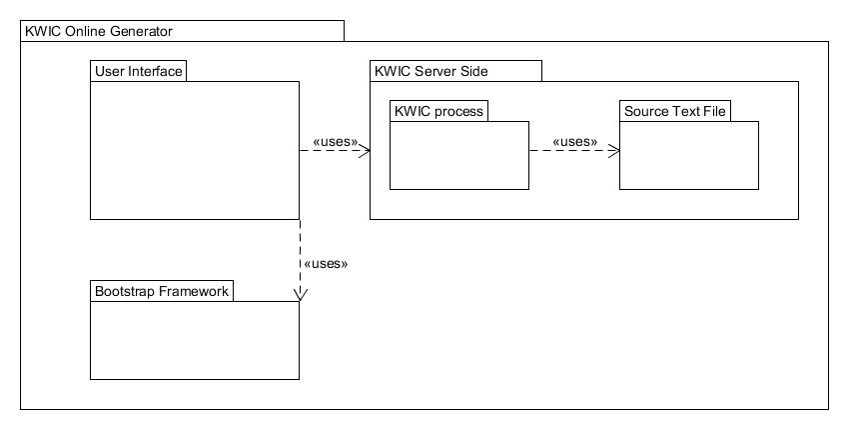 KWIC Online Generator
User Interface
KWIC Server Side
KWIC process
Source Text File
«uses»
«uses»
«uses»
Bootstrap Framework